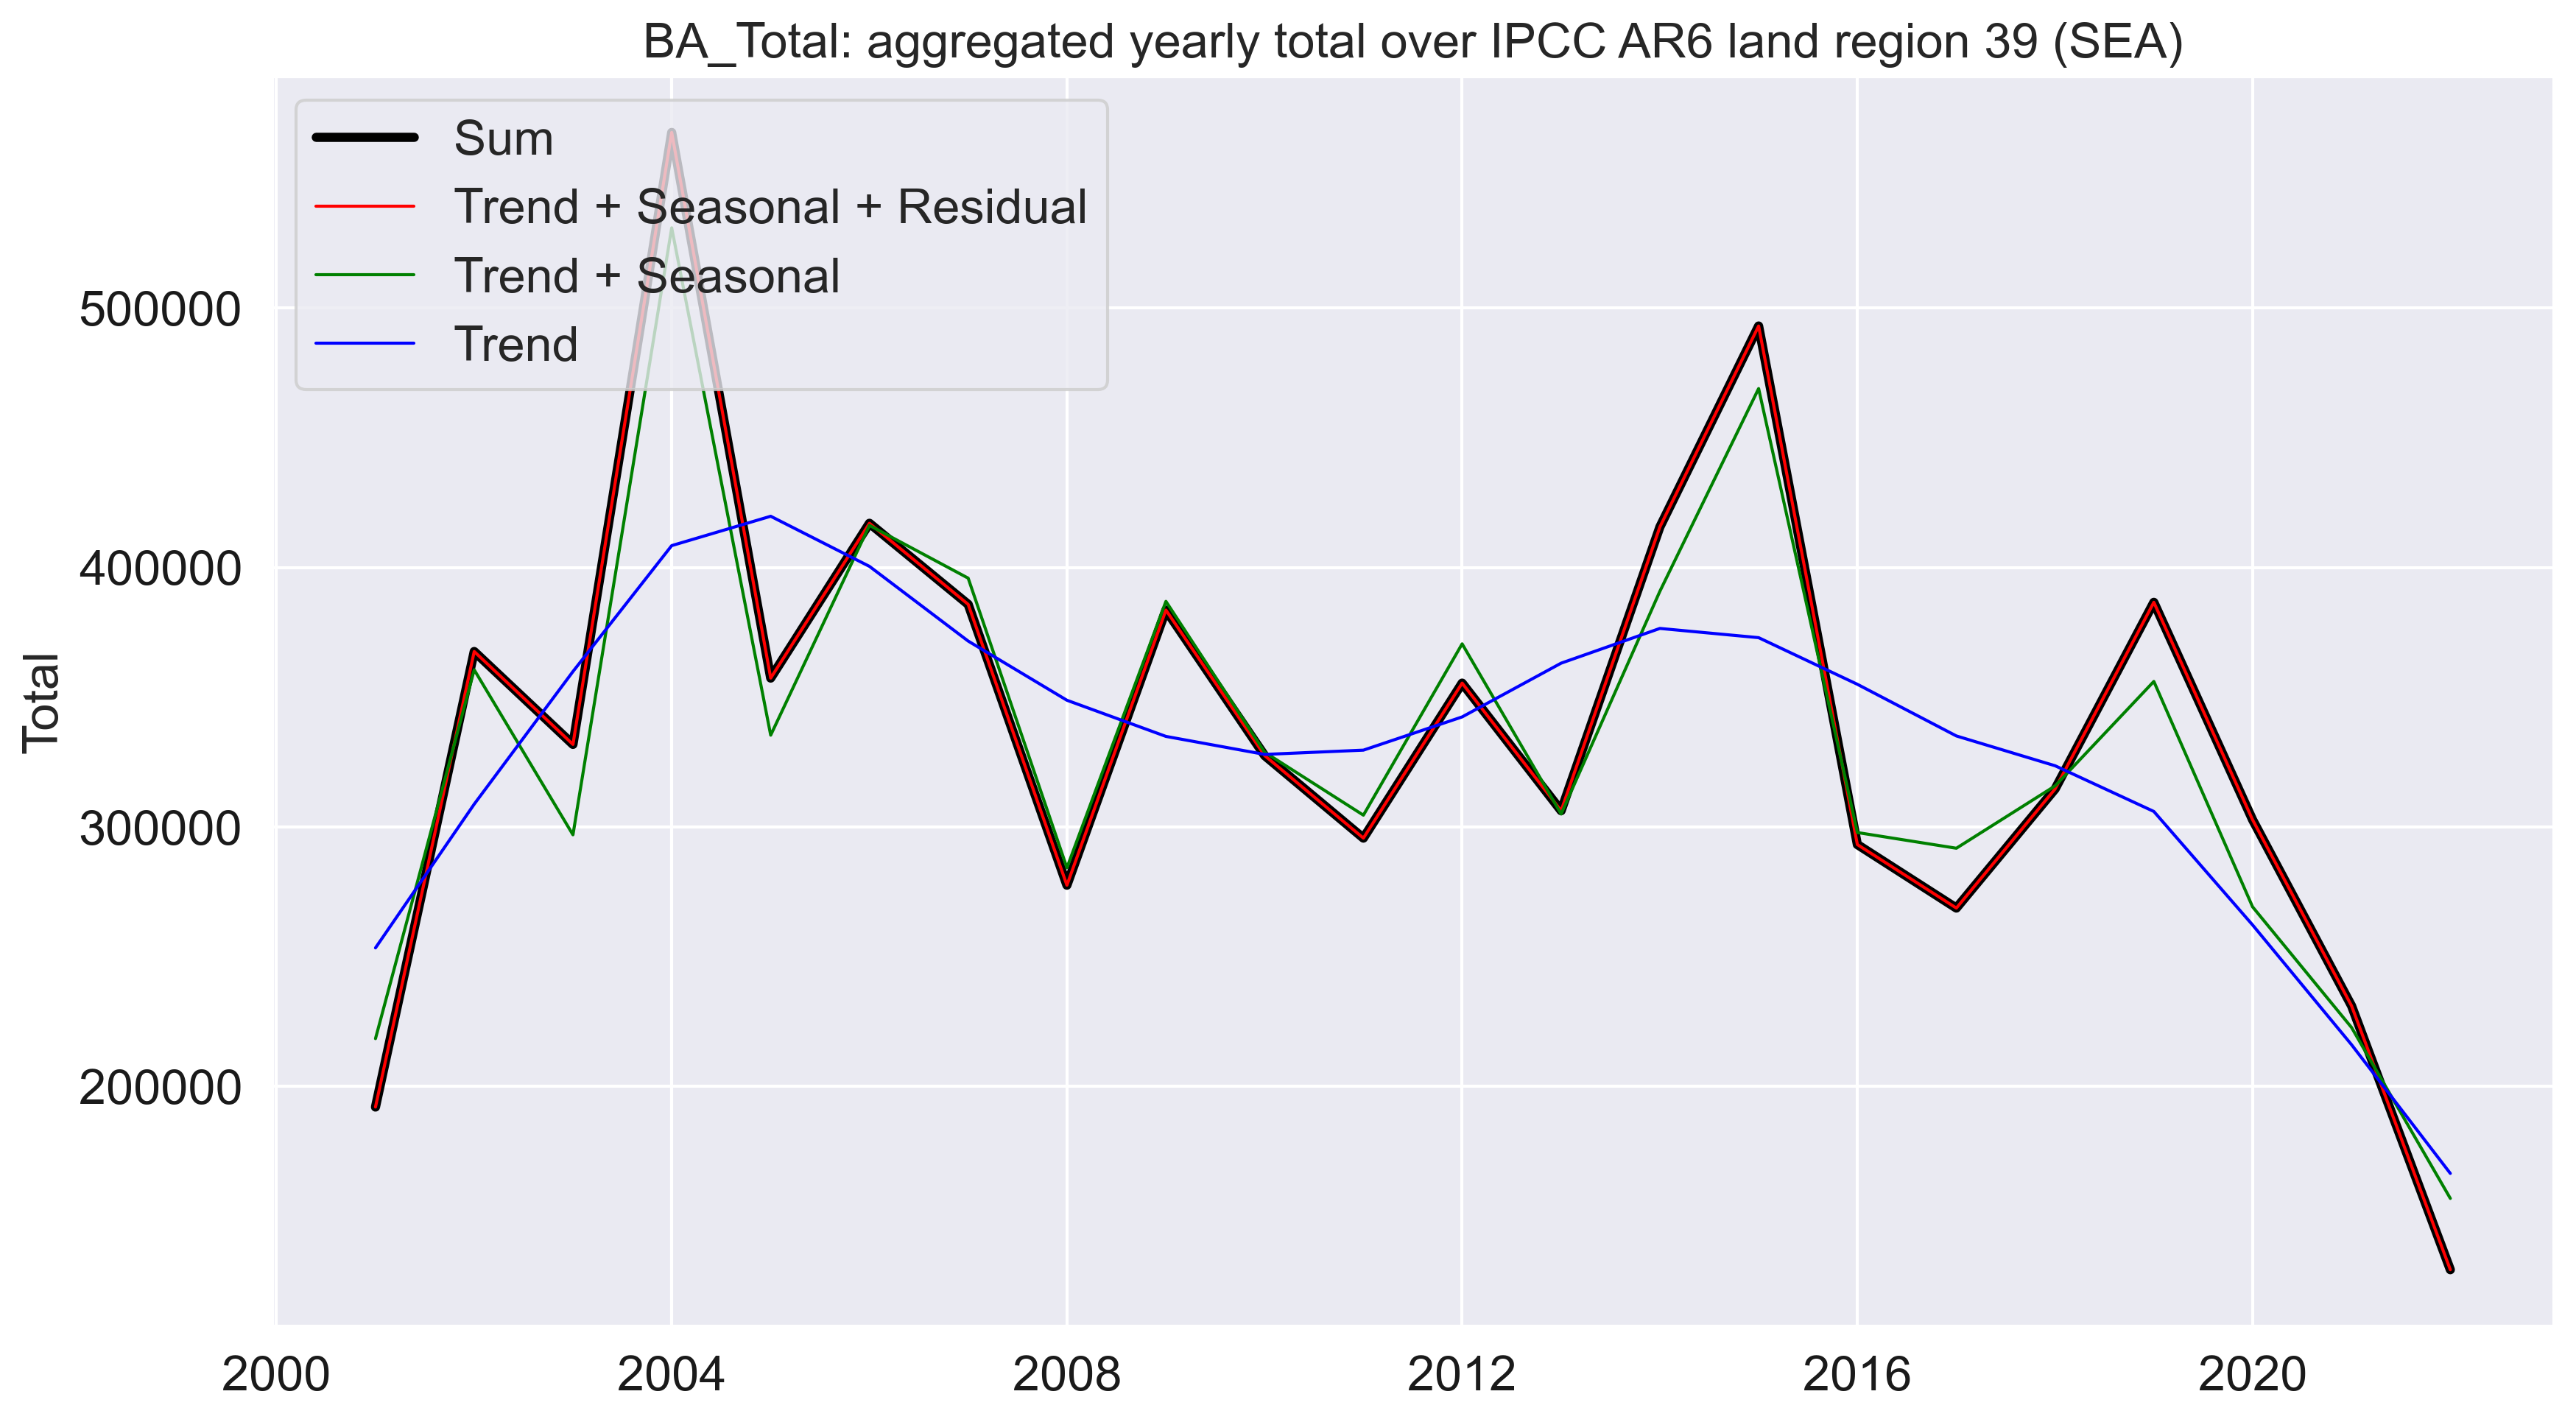 BA_Total: aggregated yearly total over IPCC AR6 land region 39 (SEA)
Sum
Trend + Seasonal + Residual
Trend + Seasonal
Trend
500000
400000
300000
200000
Total
2000 2004 2008 2012 2016 2020